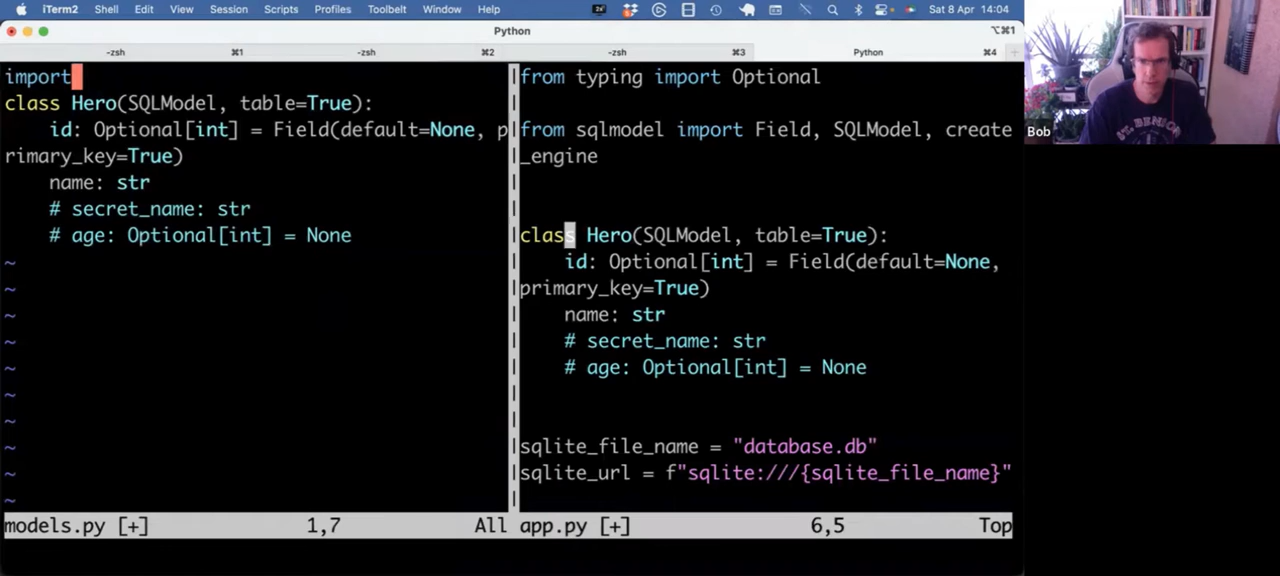 iTerm2 Shell Edit View Session Scripts Profiles Toolbelt Window Help Sat 8 Apr 14:04
Python ⌥⌘1
-zsh ⌘1 -zsh ⌘2 -zsh ⌘3 Python ⌘4 +
import
class Hero(SQLModel, table=True):
    id: Optional[int] = Field(default=None, p
rimary_key=True)
    name: str
    # secret_name: str
    # age: Optional[int] = None
~
~
~
~
~
~
~
~
~
~
models.py [+] 1,7 All
from typing import Optional
from sqlmodel import Field, SQLModel, create
_engine
class Hero(SQLModel, table=True):
    id: Optional[int] = Field(default=None,
primary_key=True)
    name: str
    # secret_name: str
    # age: Optional[int] = None
sqlite_file_name = "database.db"
sqlite_url = f"sqlite:///{sqlite_file_name}"
app.py [+] 6,5 Top
Bob